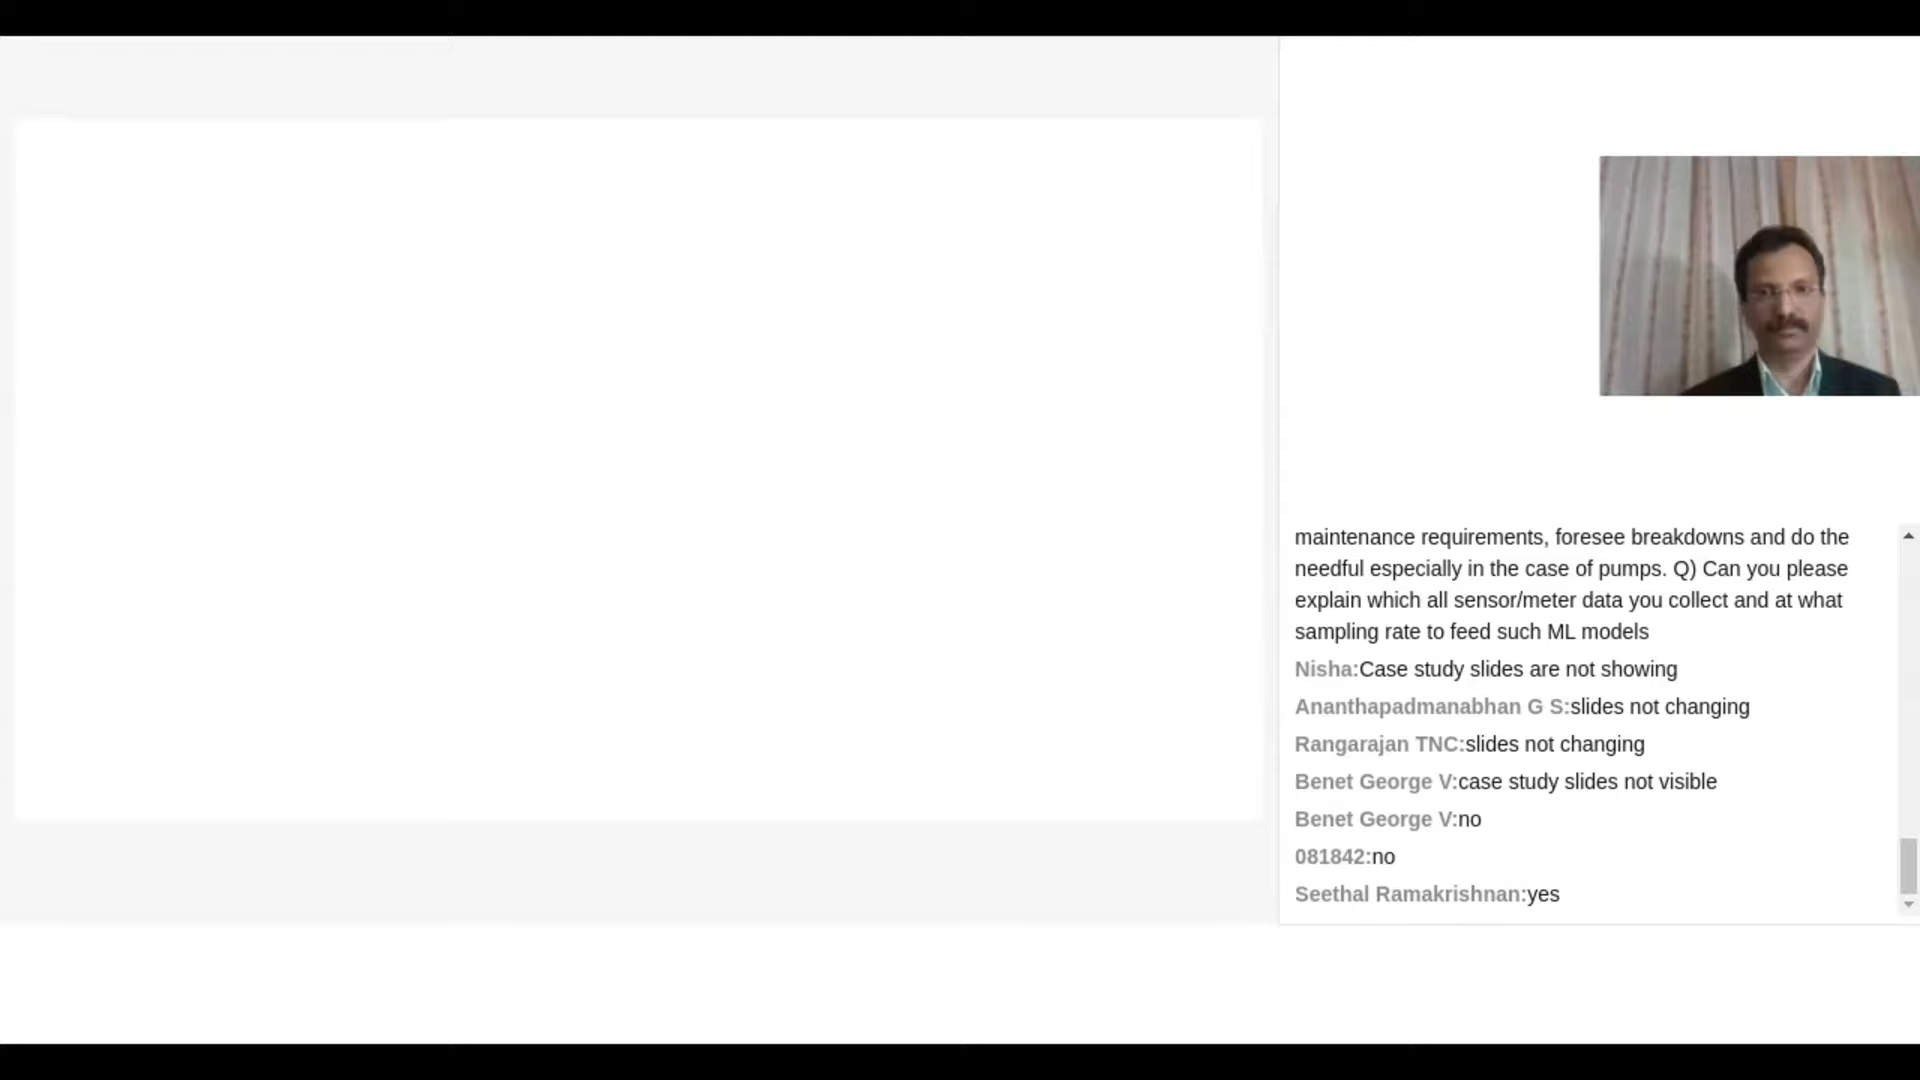 maintenance requirements, foresee breakdowns and do the
needful especially in the case of pumps. Q) Can you please
explain which all sensor/meter data you collect and at what
sampling rate to feed such ML models
Nisha:Case study slides are not showing
Ananthapadmanabhan G S:slides not changing
Rangarajan TNC:slides not changing
Benet George V:case study slides not visible
Benet George V:no
081842:no
Seethal Ramakrishnan:yes